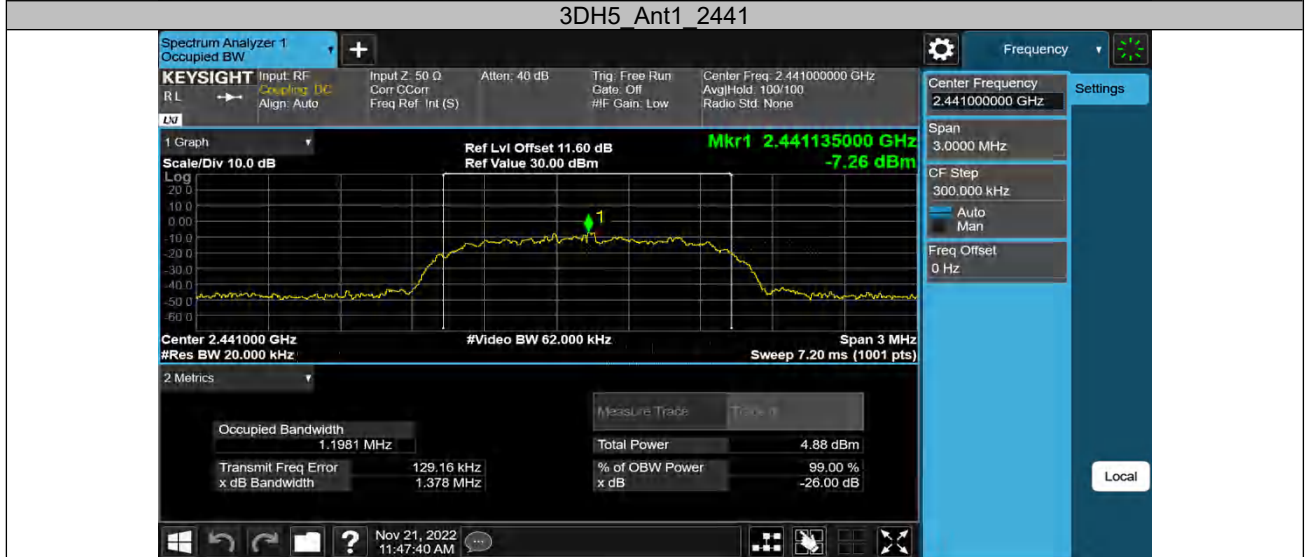 3DH5_Ant1_2441
Spectrum Analyzer 1
Occupied BW
+
Frequency
KEYSIGHT
RL
LXI
Input: RF
Coupling: DC
Align: Auto
Input Z: 50 Ω
Corr CCorr
Freq Ref: Int (S)
Atten: 40 dB
Trig: Free Run
Gate: Off
#IF Gain: Low
Center Freq: 2.441000000 GHz
Avg|Hold: 100/100
Radio Std: None
Center Frequency
2.441000000 GHz
Settings
Span
3.0000 MHz
CF Step
300.000 kHz
Auto
Man
Freq Offset
0 Hz
1 Graph
Scale/Div 10.0 dB
Ref Lvl Offset 11.60 dB
Ref Value 30.00 dBm
Mkr1 2.441135000 GHz
-7.26 dBm
Log
20.0
10.0
0.00
-10.0
-20.0
-30.0
-40.0
-50.0
-60.0
1
Center 2.441000 GHz
#Res BW 20.000 kHz
#Video BW 62.000 kHz
Span 3 MHz
Sweep 7.20 ms (1001 pts)
2 Metrics
Measure Trace
Occupied Bandwidth
1.1981 MHz
Total Power 4.88 dBm
Transmit Freq Error 129.16 kHz
% of OBW Power 99.00 %
x dB Bandwidth 1.378 MHz
x dB -26.00 dB
Local
?
Nov 21, 2022
11:47:40 AM